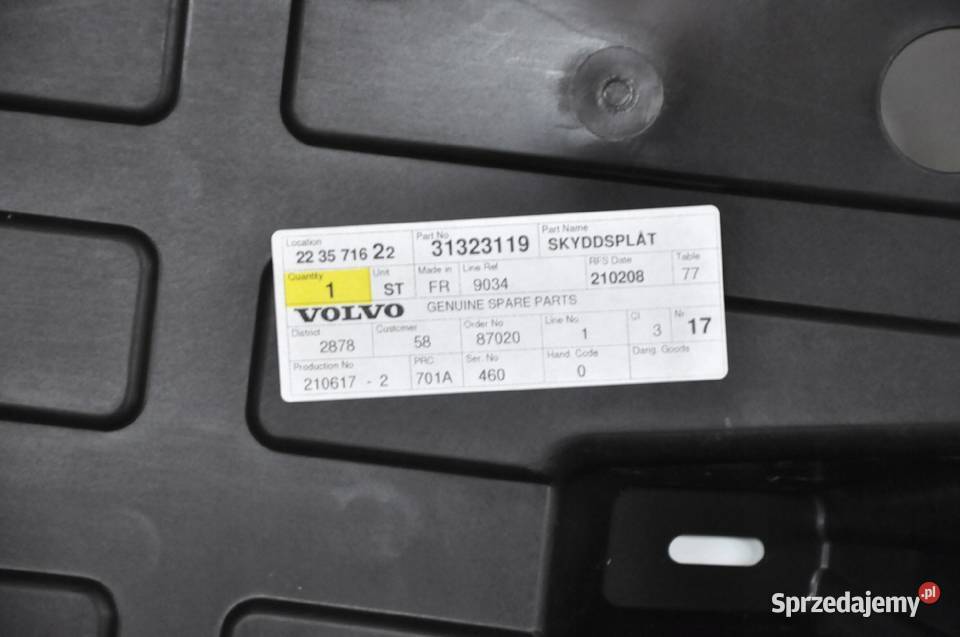 Location Part No Part Name
22 35 716 22 31323119 SKYDDSPLÅT
Quantity Unit Made in Line Ref RFS Date Table
1 ST FR 9034 210208 77
VOLVO GENUINE SPARE PARTS
District Customer Order No Line No Cl Nr
2878 58 87020 1 3 17
Production No PRC Ser. No Hand. Code Dang. Goods
210617 - 2 701A 460 0
Sprzedajemy.pl